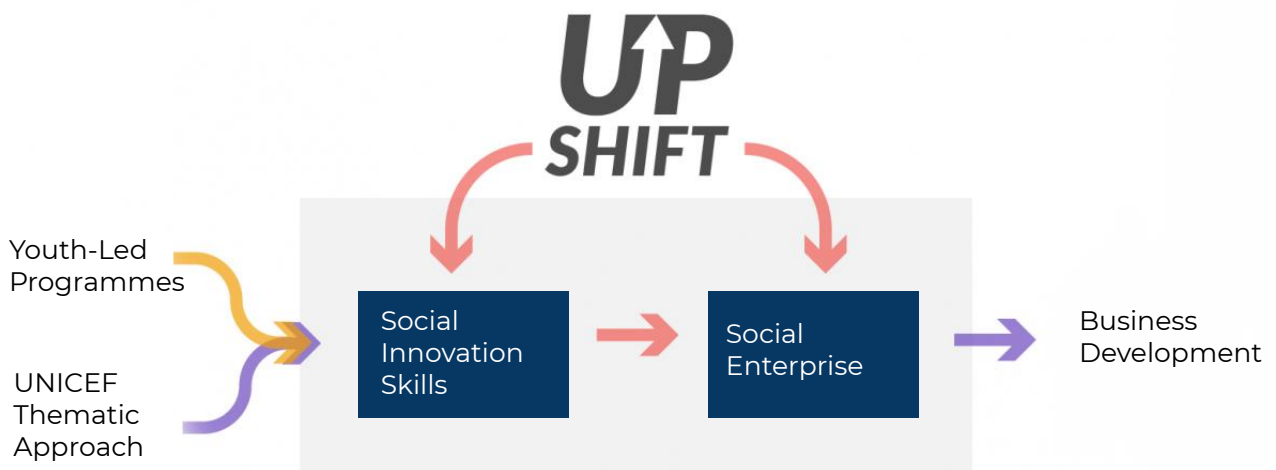 UP
SHIFT
Youth-Led
Programmes
UNICEF
Thematic
Approach
Social
Innovation
Skills
Social
Enterprise
Business
Development